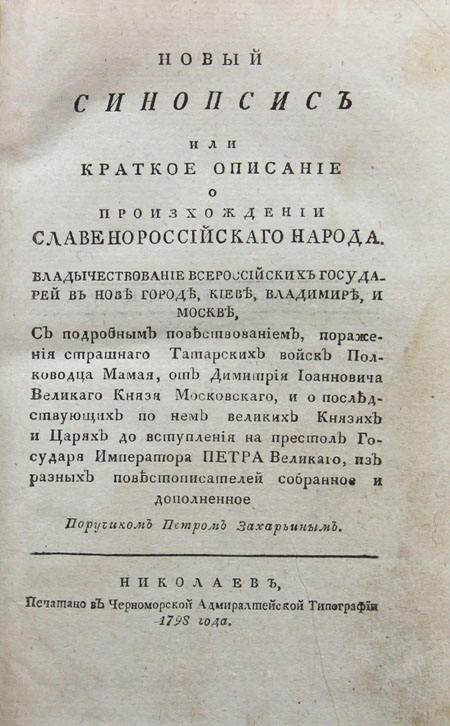 НОВЫЙ
СИНОПСИСЪ
ИЛИ
КРАТКОЕ ОПИСАНІЕ
О
ПРОИЗХОЖДЕНІИ
СЛАВЕНОРОССІЙСКАГО НАРОДА.
ВЛАДЫЧЕСТВОВАНІЕ ВСЕРОССІЙСКИХЪ ГОСУДА-
РЕЙ ВЪ НОВѢ ГОРОДѢ, КІЕВѢ, ВЛАДИМИРѢ, И
МОСКВѢ,
Съ подробнымъ повѣствованіемъ, пораже-
нія страшнаго Татарскихъ войскъ Пол-
ководца Мамая, отъ Димитрія Іоанновича
Великаго Князя Московскаго, и о послѣд-
ствующихъ по немъ великихъ Князяхъ
и Царяхъ до вступленія на престолъ Го-
сударя Императора ПЕТРА Великаго, изъ
разныхъ повѣстописателей собранное и
дополненное
Поручикомъ Петромъ Захарьинымъ.
НИКОЛАЕВЪ,
Печатано въ Черноморской Адмиралтейской Типографіи
1798 года.